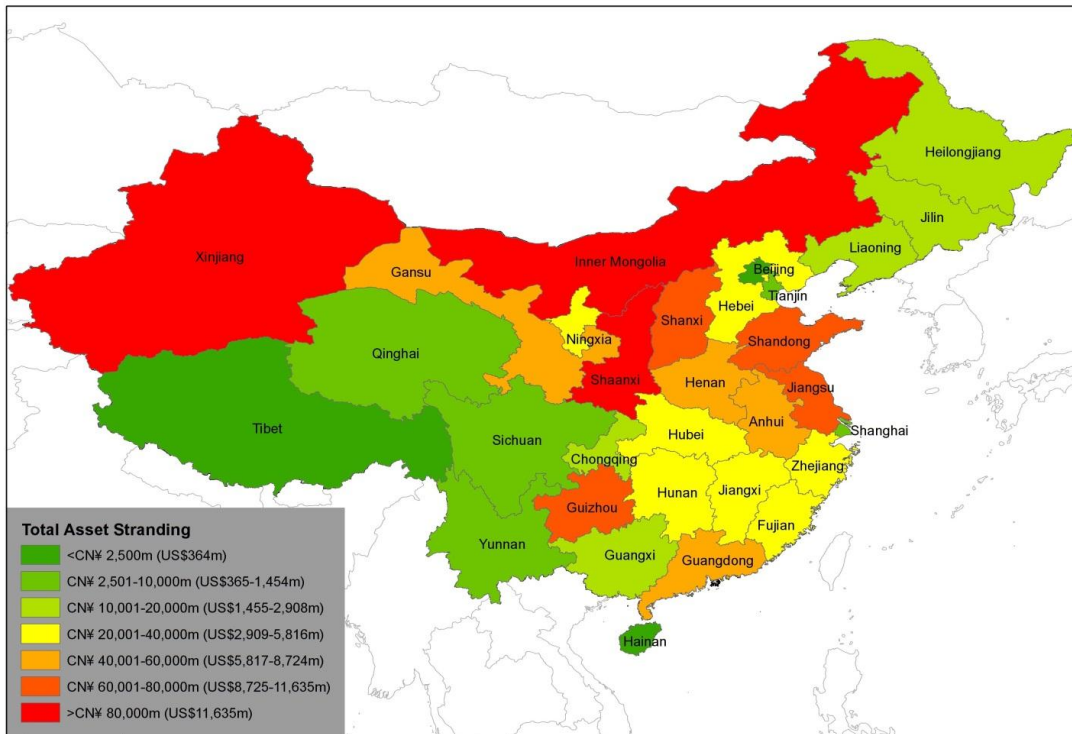 Heilongjiang
Jilin
Liaoning
Xinjiang
Inner Mongolia
Gansu
Beijing
Tianjin
Hebei
Shanxi
Ningxia
Shandong
Qinghai
Shaanxi
Henan
Jiangsu
Anhui
Shanghai
Tibet
Sichuan
Hubei
Chongqing
Zhejiang
Hunan
Jiangxi
Guizhou
Fujian
Yunnan
Guangxi
Guangdong
Hainan
Total Asset Stranding
<CN¥ 2,500m (US$364m)
CN¥ 2,501-10,000m (US$365-1,454m)
CN¥ 10,001-20,000m (US$1,455-2,908m)
CN¥ 20,001-40,000m (US$2,909-5,816m)
CN¥ 40,001-60,000m (US$5,817-8,724m)
CN¥ 60,001-80,000m (US$8,725-11,635m)
>CN¥ 80,000m (US$11,635m)